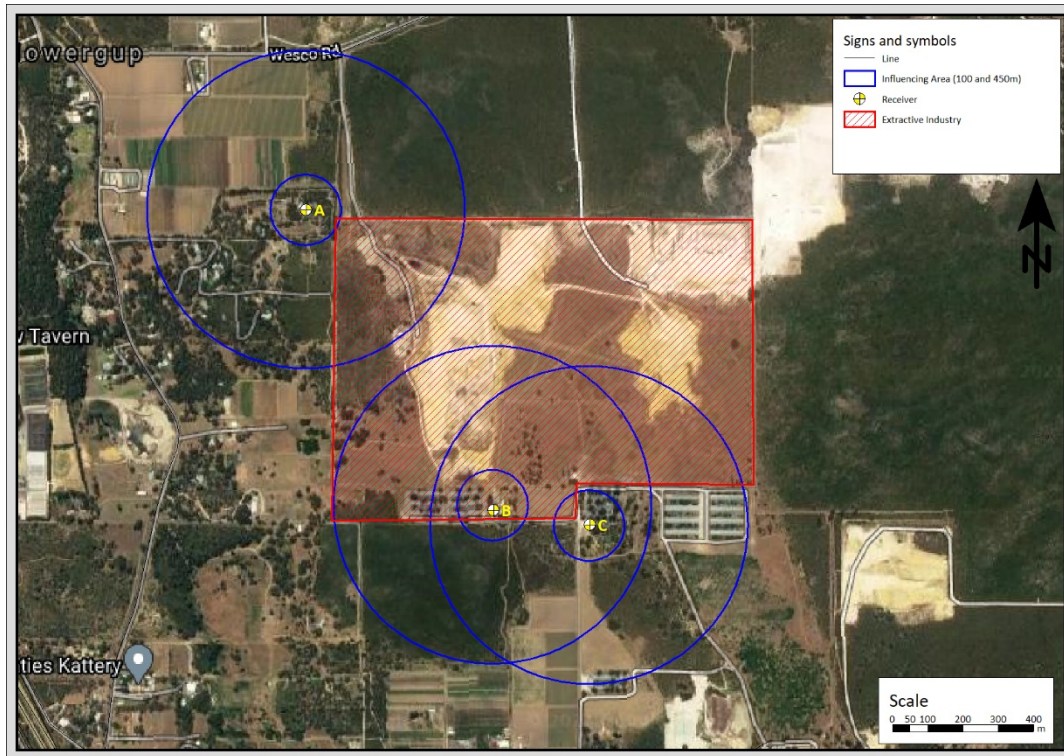 owergup
Wesco Rd
Signs and symbols
Line
Influencing Area (100 and 450m)
Receiver
Extractive Industry
A
N
w Tavern
B
C
ties Kattery
Scale
0 50 100 200 300 400
m